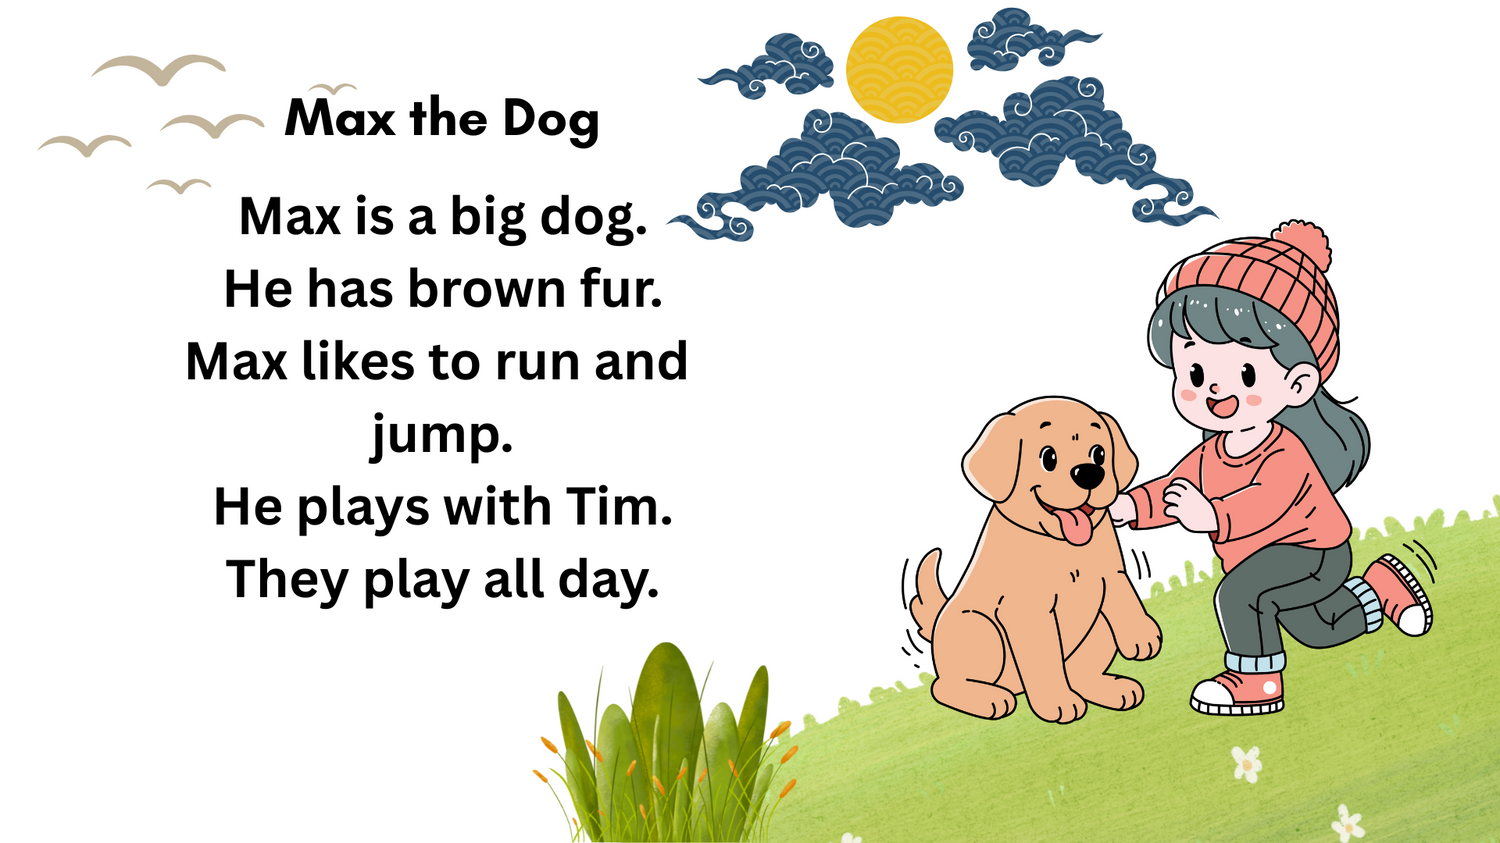 Max the Dog
Max is a big dog.
He has brown fur.
Max likes to run and
jump.
He plays with Tim.
They play all day.